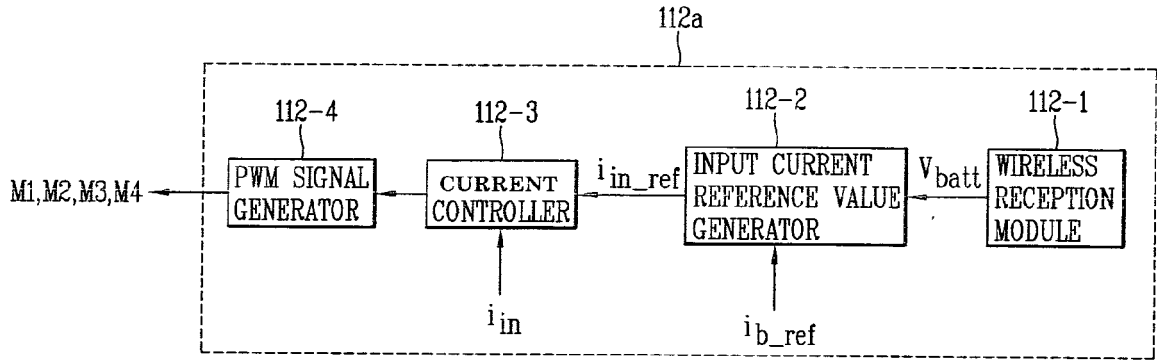 112a
112-4
112-3
112-2
112-1
M1,M2,M3,M4
PWM SIGNAL
GENERATOR
CURRENT
CONTROLLER
i_in_ref
INPUT CURRENT
REFERENCE VALUE
GENERATOR
V_batt
WIRELESS
RECEPTION
MODULE
i_in
i_b_ref